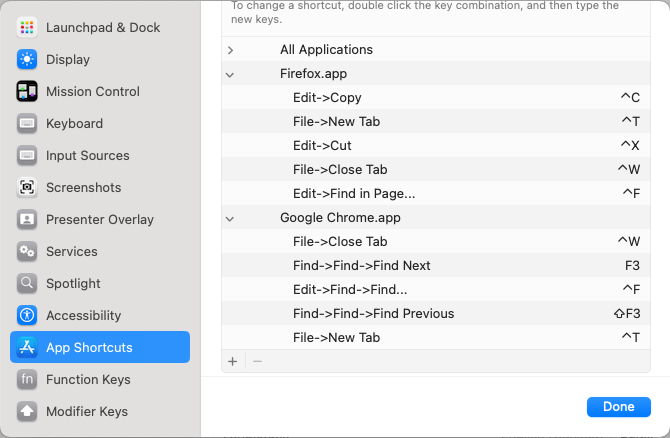 To change a shortcut, double click the key combination, and then type the
new keys.
Launchpad & Dock
Display
Mission Control
Keyboard
Input Sources
Screenshots
Presenter Overlay
Services
Spotlight
Accessibility
App Shortcuts
fn Function Keys
Modifier Keys
All Applications
Firefox.app
Edit->Copy ^C
File->New Tab ^T
Edit->Cut ^X
File->Close Tab ^W
Edit->Find in Page... ^F
Google Chrome.app
File->Close Tab ^W
Find->Find->Find Next F3
Edit->Find->Find... ^F
Find->Find->Find Previous ⇧F3
File->New Tab ^T
+ −
Done